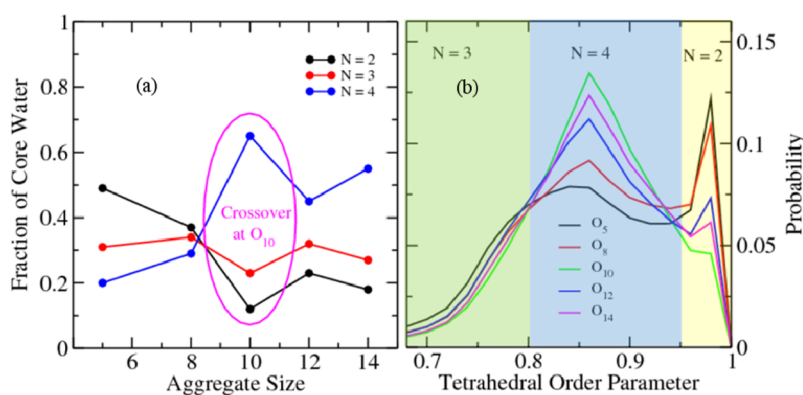 1
0.8
0.6
0.4
0.2
0
Fraction of Core Water
(a)
N = 2
N = 3
N = 4
Crossover
at O10
6 8 10 12 14
Aggregate Size
N = 3 N = 4 N = 2
(b)
O5
O8
O10
O12
O14
0.15
0.1
0.05
0
Probability
0.7 0.8 0.9 1
Tetrahedral Order Parameter